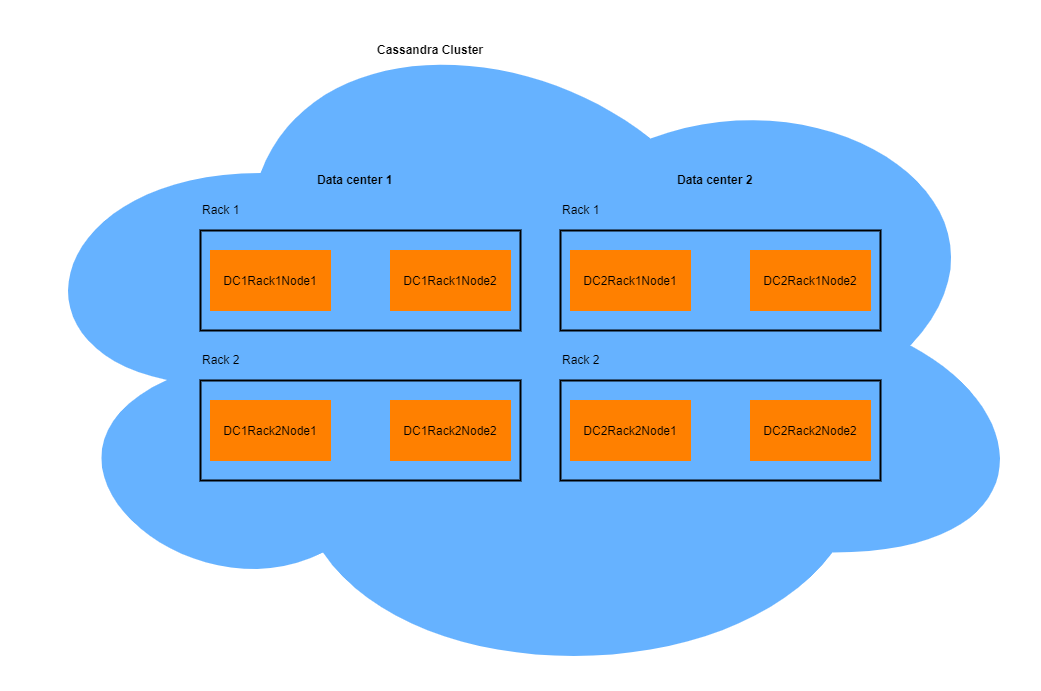 Cassandra Cluster
Data center 1
Data center 2
Rack 1
Rack 1
DC1Rack1Node1
DC1Rack1Node2
DC2Rack1Node1
DC2Rack1Node2
Rack 2
Rack 2
DC1Rack2Node1
DC1Rack2Node2
DC2Rack2Node1
DC2Rack2Node2